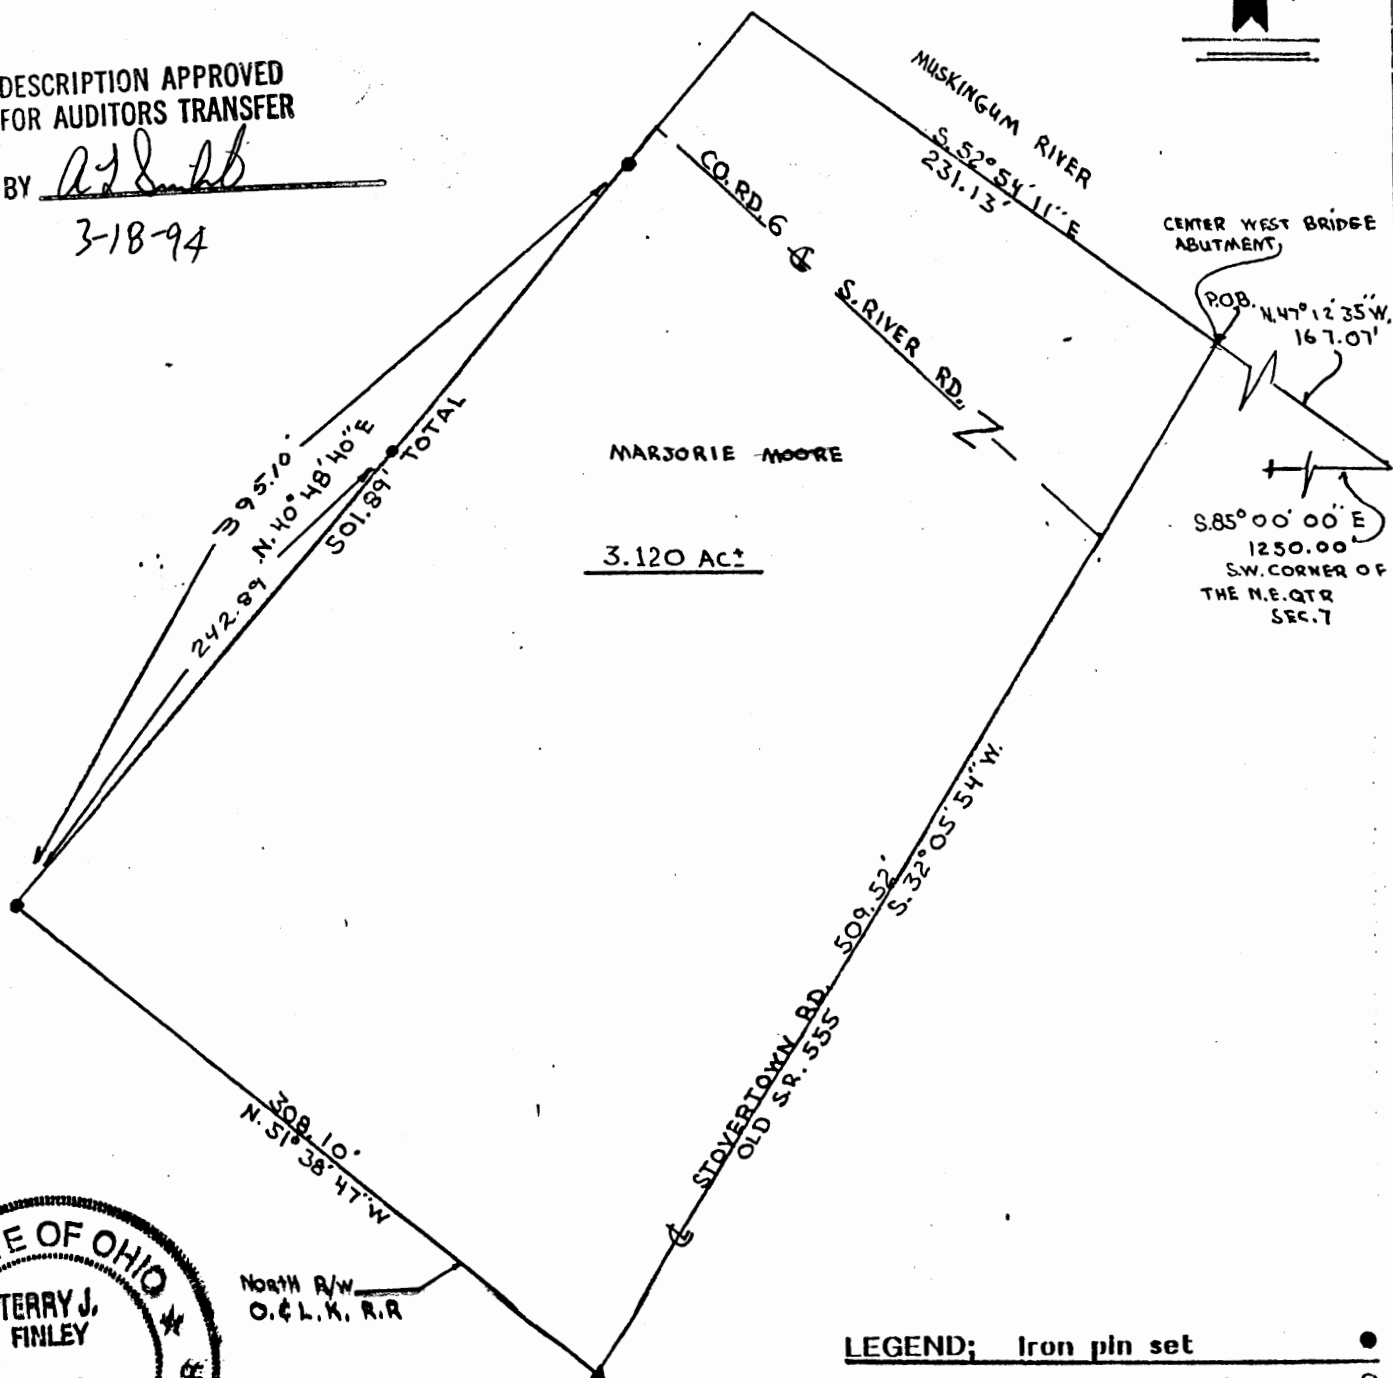 DESCRIPTION APPROVED
FOR AUDITORS TRANSFER
BY
3-18-94
MUSKINGUM RIVER
S. 52° 54' 11" E
231.13'
CO. RD. 6 ℄ S. RIVER RD.
CENTER WEST BRIDGE
ABUTMENT
P.O.B.
N. 47° 12' 35" W.
167.07'
S. 85° 00' 00" E
1250.00'
S.W. CORNER OF
THE N.E. QTR
SEC. 7
395.10'
N. 40° 48' 40" E
242.89
501.89' TOTAL
MARJORIE MOORE
3.120 AC±
509.52'
S. 32° 05' 54" W.
℄ STOVERTOWN RD.
OLD S.R. 555
308.10'
N. 51° 38' 47" W
NORTH R/W
O. & L. K. R.R
E OF OHIO
TERRY J.
FINLEY
LEGEND; Iron pin set ●